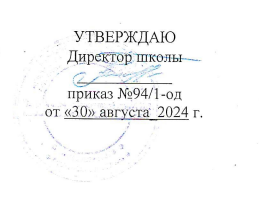 УТВЕРЖДАЮ
Директор школы
приказ №94/1-од
от «30» августа 2024 г.